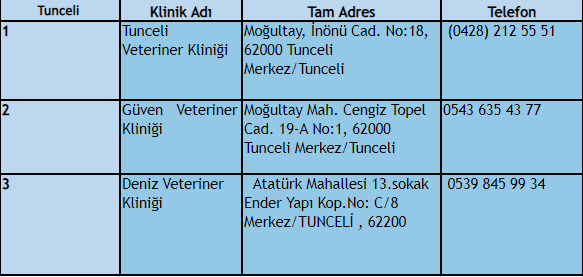 Tunceli Klinik Adı Tam Adres Telefon
1 Tunceli Moğultay, İnönü Cad. No:18, (0428) 212 55 51
Veteriner Kliniği 62000 Tunceli
Merkez/Tunceli
2 Güven Veteriner Moğultay Mah. Cengiz Topel 0543 635 43 77
Kliniği Cad. 19-A No:1, 62000
Tunceli Merkez/Tunceli
3 Deniz Veteriner Atatürk Mahallesi 13.sokak 0539 845 99 34
Kliniği Ender Yapı Kop.No: C/8
Merkez/TUNCELİ , 62200